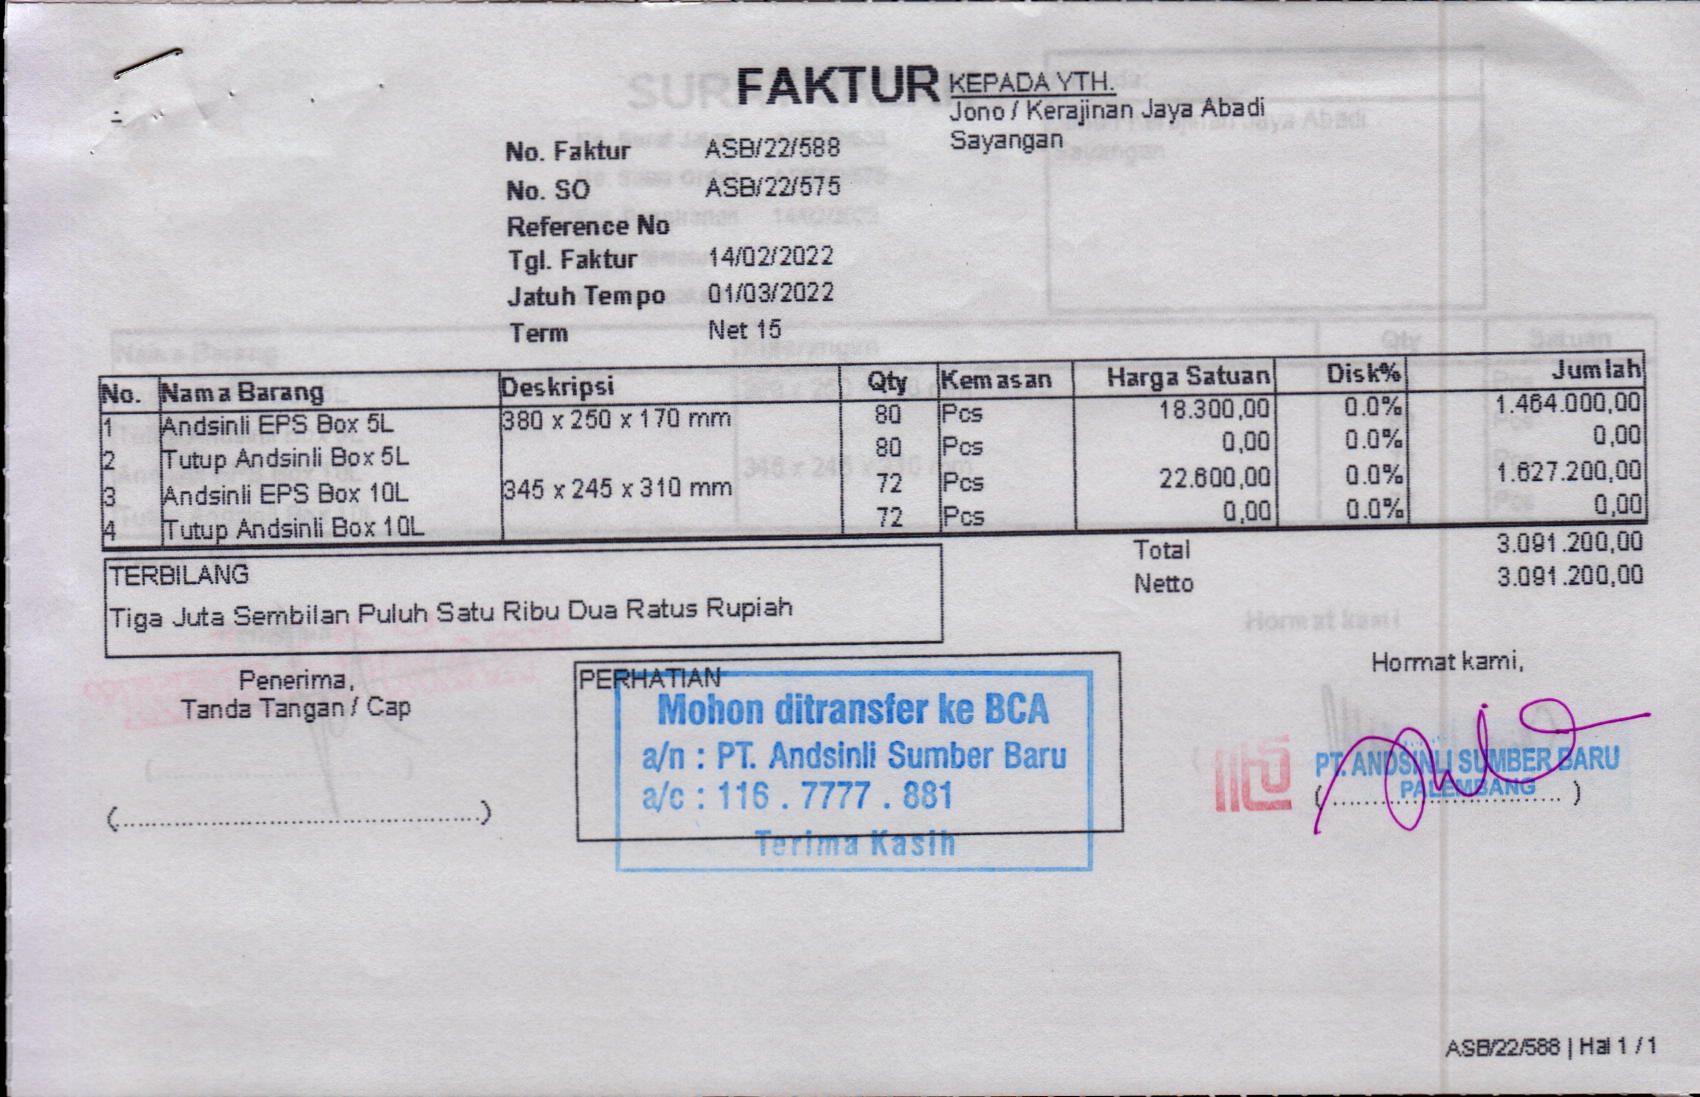 FAKTUR
KEPADA YTH.
Jono / Kerajinan Jaya Abadi
Sayangan
No. Faktur ASB/22/588
No. SO ASB/22/575
Reference No
Tgl. Faktur 14/02/2022
Jatuh Tempo 01/03/2022
Term Net 15
No. Nama Barang Deskripsi Qty Kemasan Harga Satuan Disk% Jumlah
1 Andsinli EPS Box 5L 380 x 250 x 170 mm 80 Pcs 18.300,00 0.0% 1.464.000,00
2 Tutup Andsinli Box 5L 80 Pcs 0,00 0.0% 0,00
3 Andsinli EPS Box 10L 345 x 245 x 310 mm 72 Pcs 22.600,00 0.0% 1.627.200,00
4 Tutup Andsinli Box 10L 72 Pcs 0,00 0.0% 0,00
Total 3.091.200,00
Netto 3.091.200,00
TERBILANG
Tiga Juta Sembilan Puluh Satu Ribu Dua Ratus Rupiah
Penerima,
Tanda Tangan / Cap
(................................................)
PERHATIAN
Mohon ditransfer ke BCA
a/n : PT. Andsinli Sumber Baru
a/c : 116 . 7777 . 881
Terima Kasih
Hormat kami,
PT. ANDSINLI SUMBER BARU
PALEMBANG
(................................)
ASB/22/588 | Hal 1 / 1